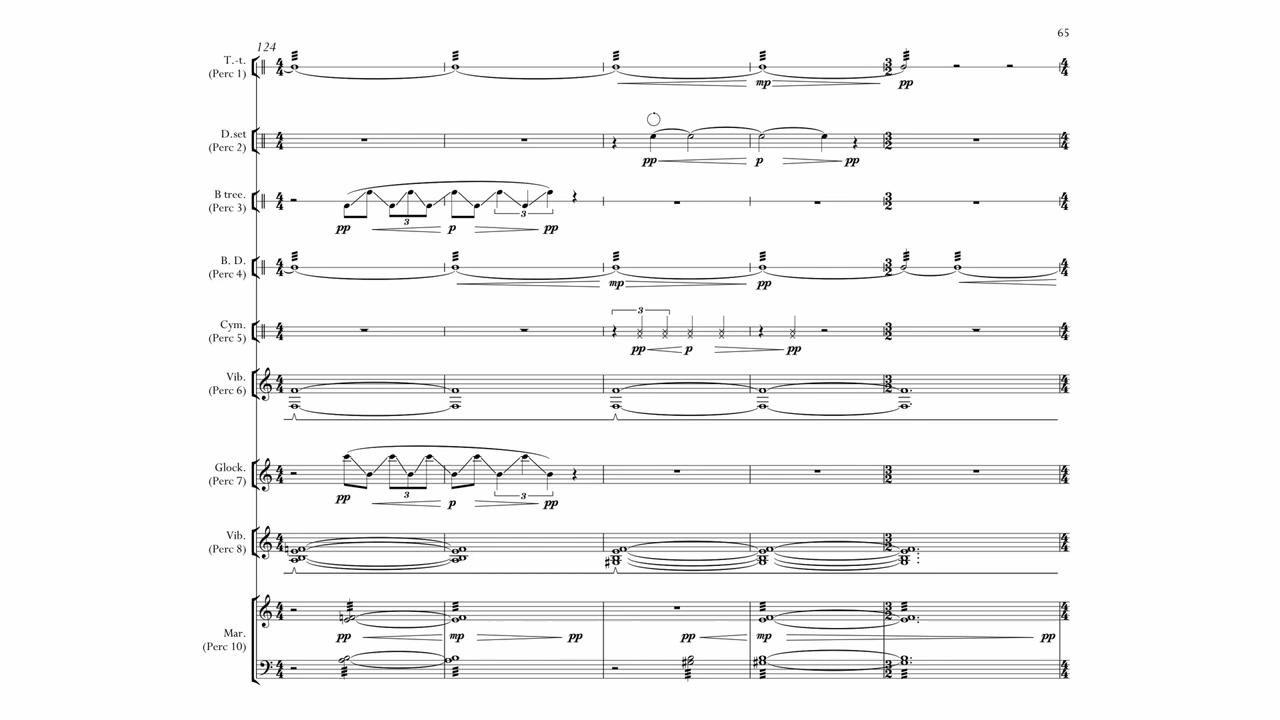 65
124
T.-t.
(Perc 1)
mp pp
D.set
(Perc 2)
pp p pp
B tree.
(Perc 3)
3 3
pp p pp
B. D.
(Perc 4)
mp pp
Cym.
(Perc 5)
3
pp p pp
Vib.
(Perc 6)
Glock.
(Perc 7)
3 3
pp p pp
Vib.
(Perc 8)
Mar.
(Perc 10)
pp mp pp pp mp pp